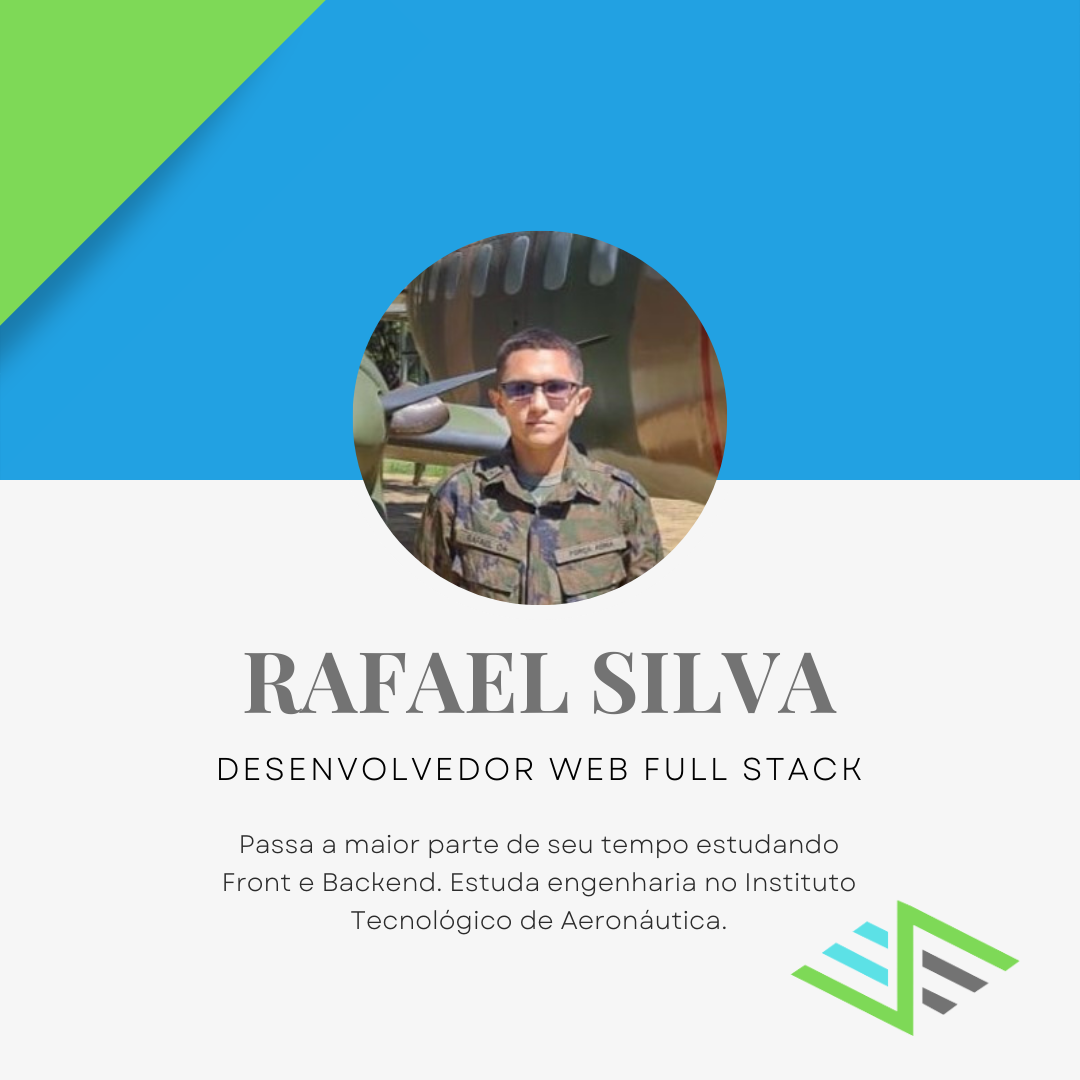 RAFAEL
RAFAEL SILVA
DESENVOLVEDOR WEB FULL STACK
Passa a maior parte de seu tempo estudando
Front e Backend. Estuda engenharia no Instituto
Tecnológico de Aeronáutica.